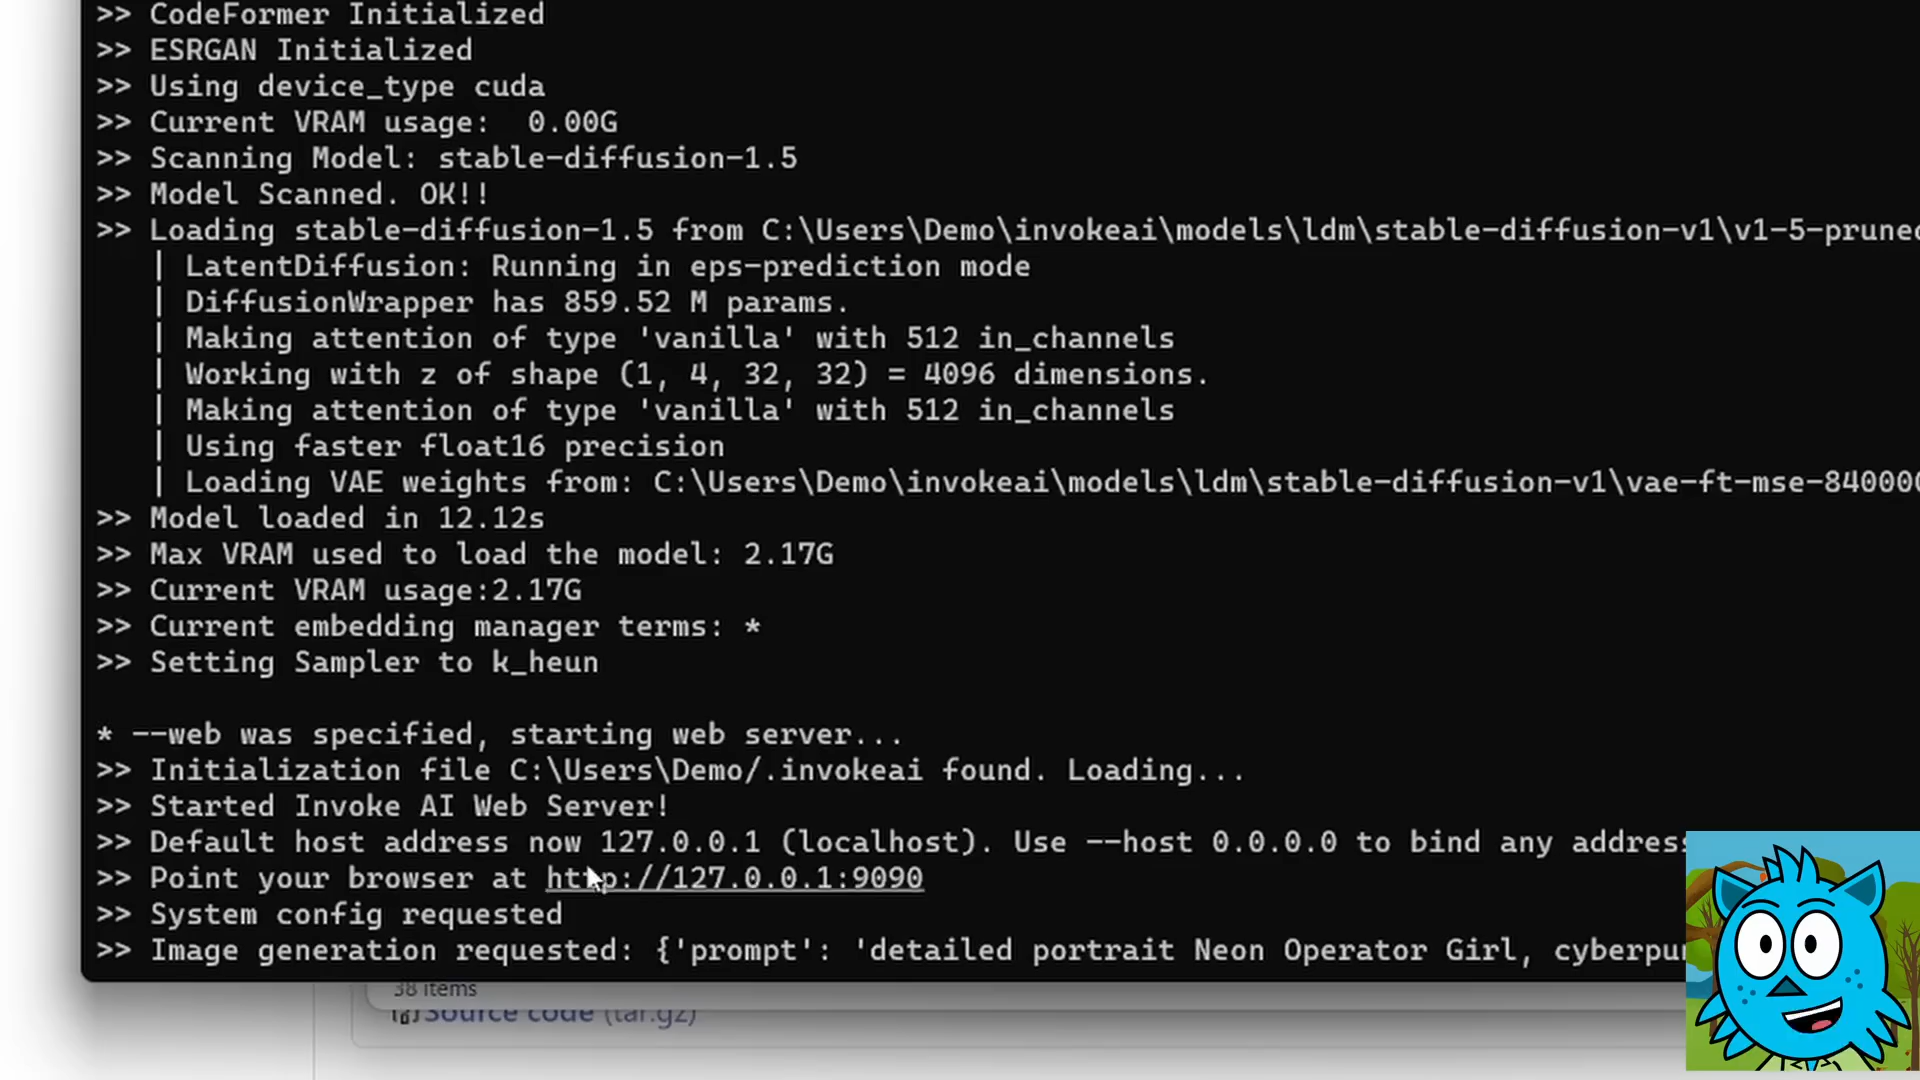 >> CodeFormer Initialized
>> ESRGAN Initialized
>> Using device_type cuda
>> Current VRAM usage:  0.00G
>> Scanning Model: stable-diffusion-1.5
>> Model Scanned. OK!!
>> Loading stable-diffusion-1.5 from C:\Users\Demo\invokeai\models\ldm\stable-diffusion-v1\v1-5-pruned
| LatentDiffusion: Running in eps-prediction mode
| DiffusionWrapper has 859.52 M params.
| Making attention of type 'vanilla' with 512 in_channels
| Working with z of shape (1, 4, 32, 32) = 4096 dimensions.
| Making attention of type 'vanilla' with 512 in_channels
| Using faster float16 precision
| Loading VAE weights from: C:\Users\Demo\invokeai\models\ldm\stable-diffusion-v1\vae-ft-mse-840000
>> Model loaded in 12.12s
>> Max VRAM used to load the model: 2.17G
>> Current VRAM usage:2.17G
>> Current embedding manager terms: *
>> Setting Sampler to k_heun
* --web was specified, starting web server...
>> Initialization file C:\Users\Demo/.invokeai found. Loading...
>> Started Invoke AI Web Server!
>> Default host address now 127.0.0.1 (localhost). Use --host 0.0.0.0 to bind any address
>> Point your browser at http://127.0.0.1:9090
>> System config requested
>> Image generation requested: {'prompt': 'detailed portrait Neon Operator Girl, cyberpu
38 items
Source code (tar.gz)